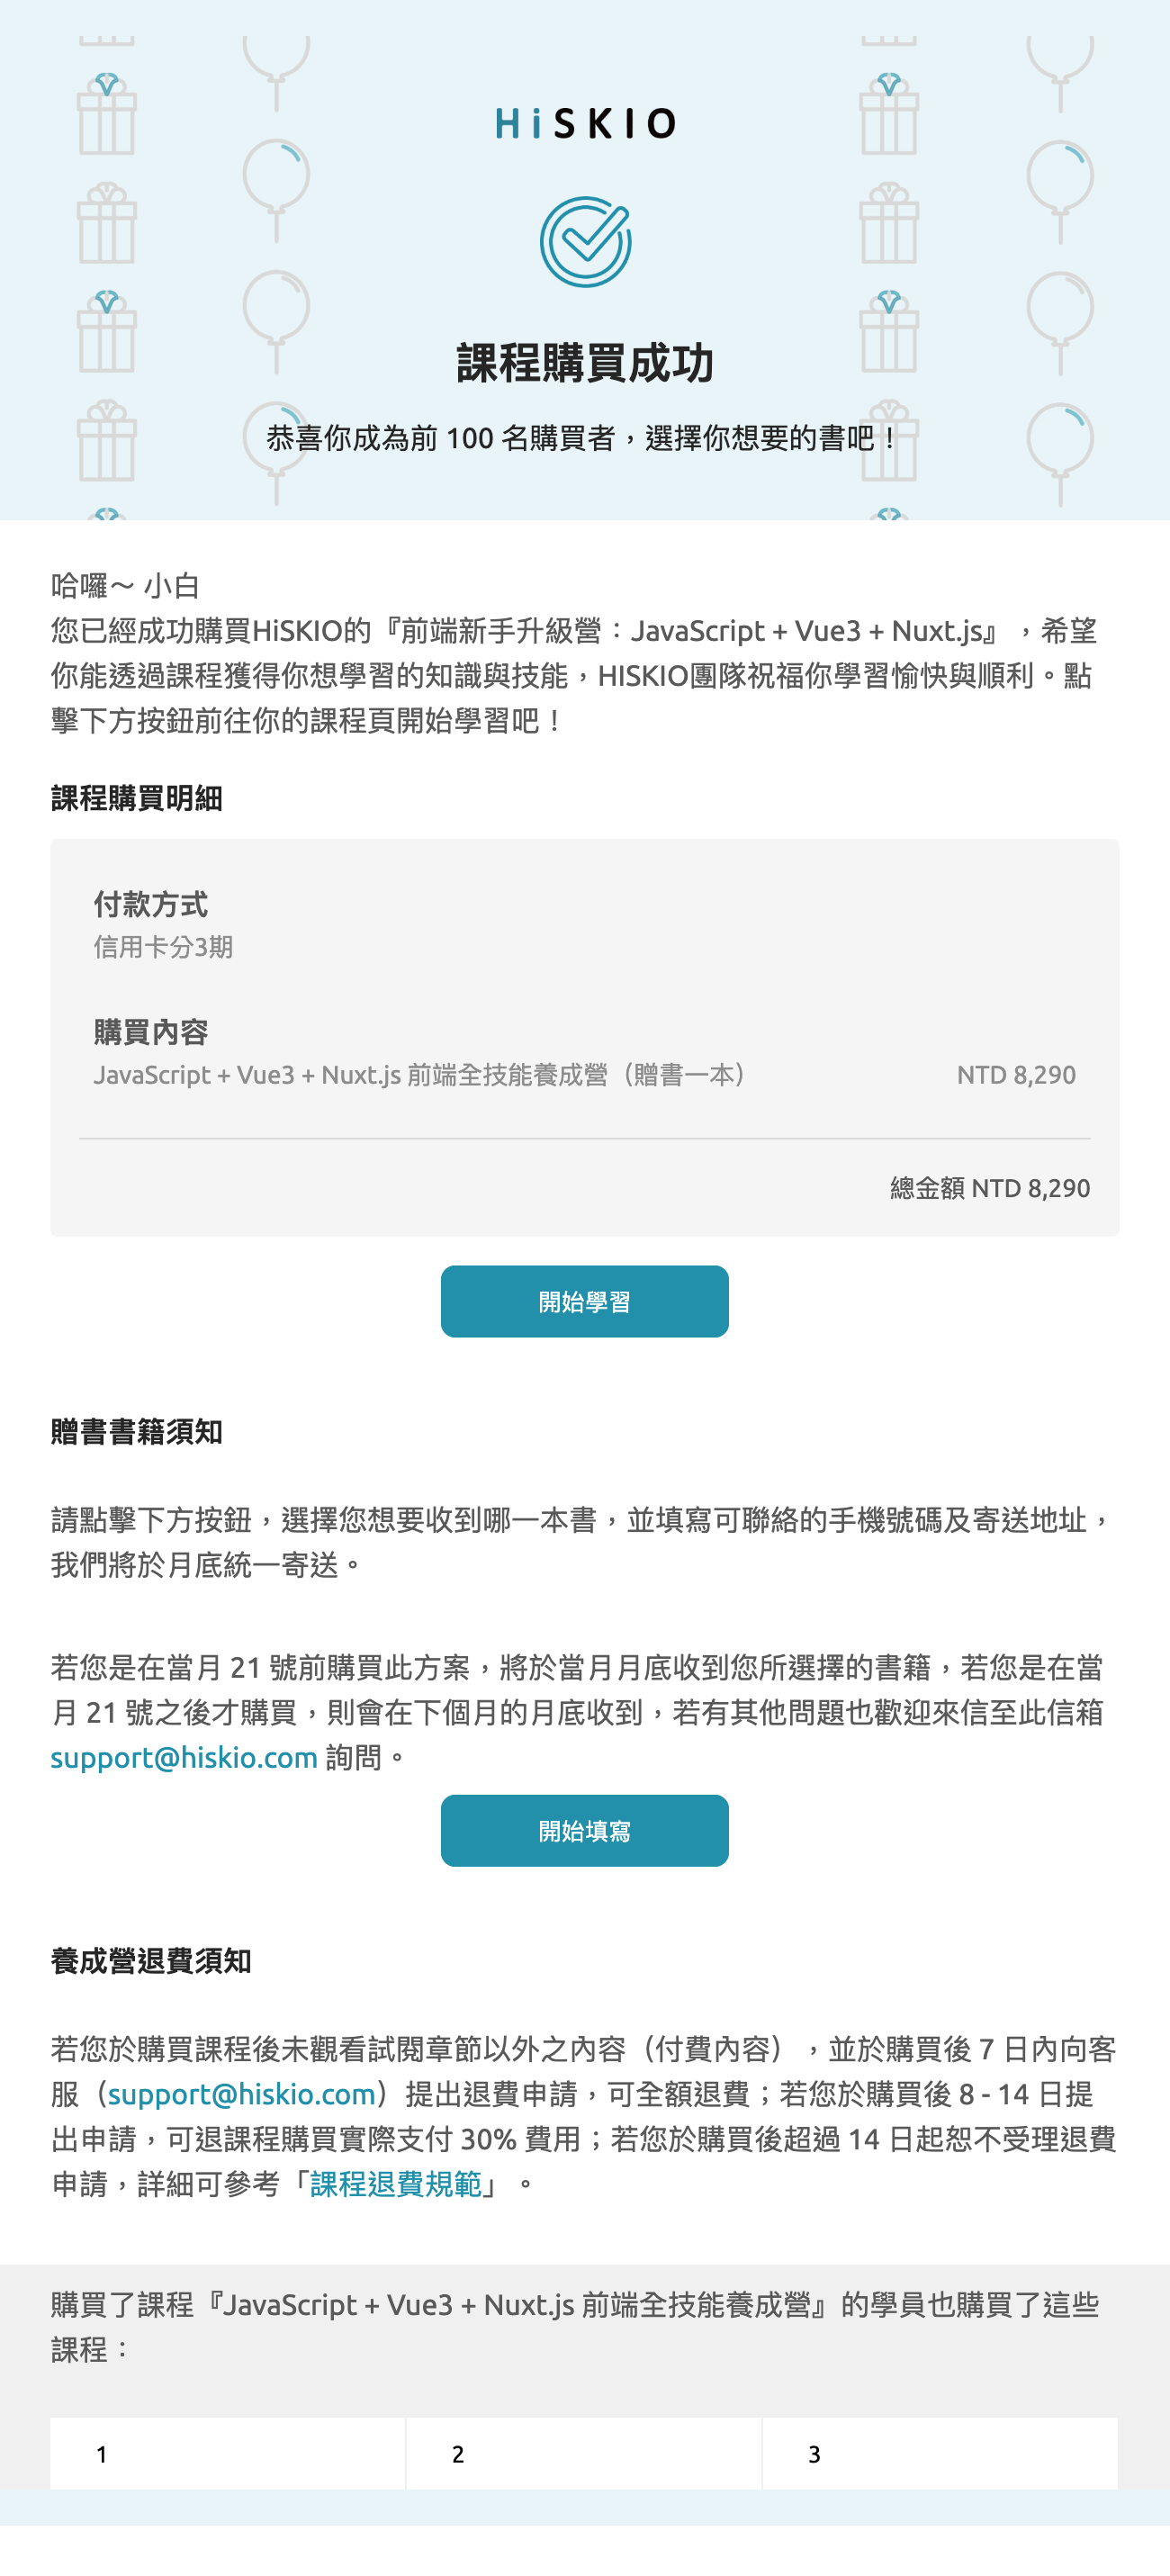 HiSKIO
課程購買成功
恭喜你成為前 100 名購買者，選擇你想要的書吧！
哈囉～ 小白
您已經成功購買HiSKIO的『前端新手升級營：JavaScript + Vue3 + Nuxt.js』，希望
你能透過課程獲得你想學習的知識與技能，HISKIO團隊祝福你學習愉快與順利。點
擊下方按鈕前往你的課程頁開始學習吧！
課程購買明細
付款方式
信用卡分3期
購買內容
JavaScript + Vue3 + Nuxt.js 前端全技能養成營（贈書一本） NTD 8,290
總金額 NTD 8,290
開始學習
贈書書籍須知
請點擊下方按鈕，選擇您想要收到哪一本書，並填寫可聯絡的手機號碼及寄送地址，
我們將於月底統一寄送。
若您是在當月 21 號前購買此方案，將於當月月底收到您所選擇的書籍，若您是在當
月 21 號之後才購買，則會在下個月的月底收到，若有其他問題也歡迎來信至此信箱
support@hiskio.com 詢問。
開始填寫
養成營退費須知
若您於購買課程後未觀看試閱章節以外之內容（付費內容），並於購買後 7 日內向客
服（support@hiskio.com）提出退費申請，可全額退費；若您於購買後 8 - 14 日提
出申請，可退課程購買實際支付 30% 費用；若您於購買後超過 14 日起恕不受理退費
申請，詳細可參考「課程退費規範」。
購買了課程『JavaScript + Vue3 + Nuxt.js 前端全技能養成營』的學員也購買了這些
課程：
1 2 3